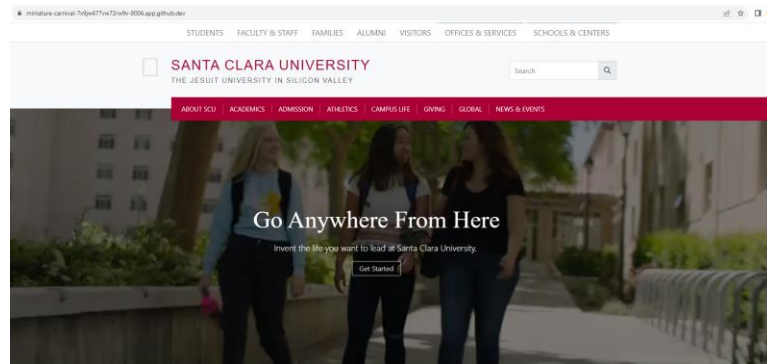 miniature-carnival-7x9jw677vw72rw9v-8006.app.github.dev
STUDENTS FACULTY & STAFF FAMILIES ALUMNI VISITORS OFFICES & SERVICES SCHOOLS & CENTERS
SANTA CLARA UNIVERSITY
THE JESUIT UNIVERSITY IN SILICON VALLEY
Search
ABOUT SCU ACADEMICS ADMISSION ATHLETICS CAMPUS LIFE GIVING GLOBAL NEWS & EVENTS
Go Anywhere From Here
Invent the life you want to lead at Santa Clara University.
Get Started